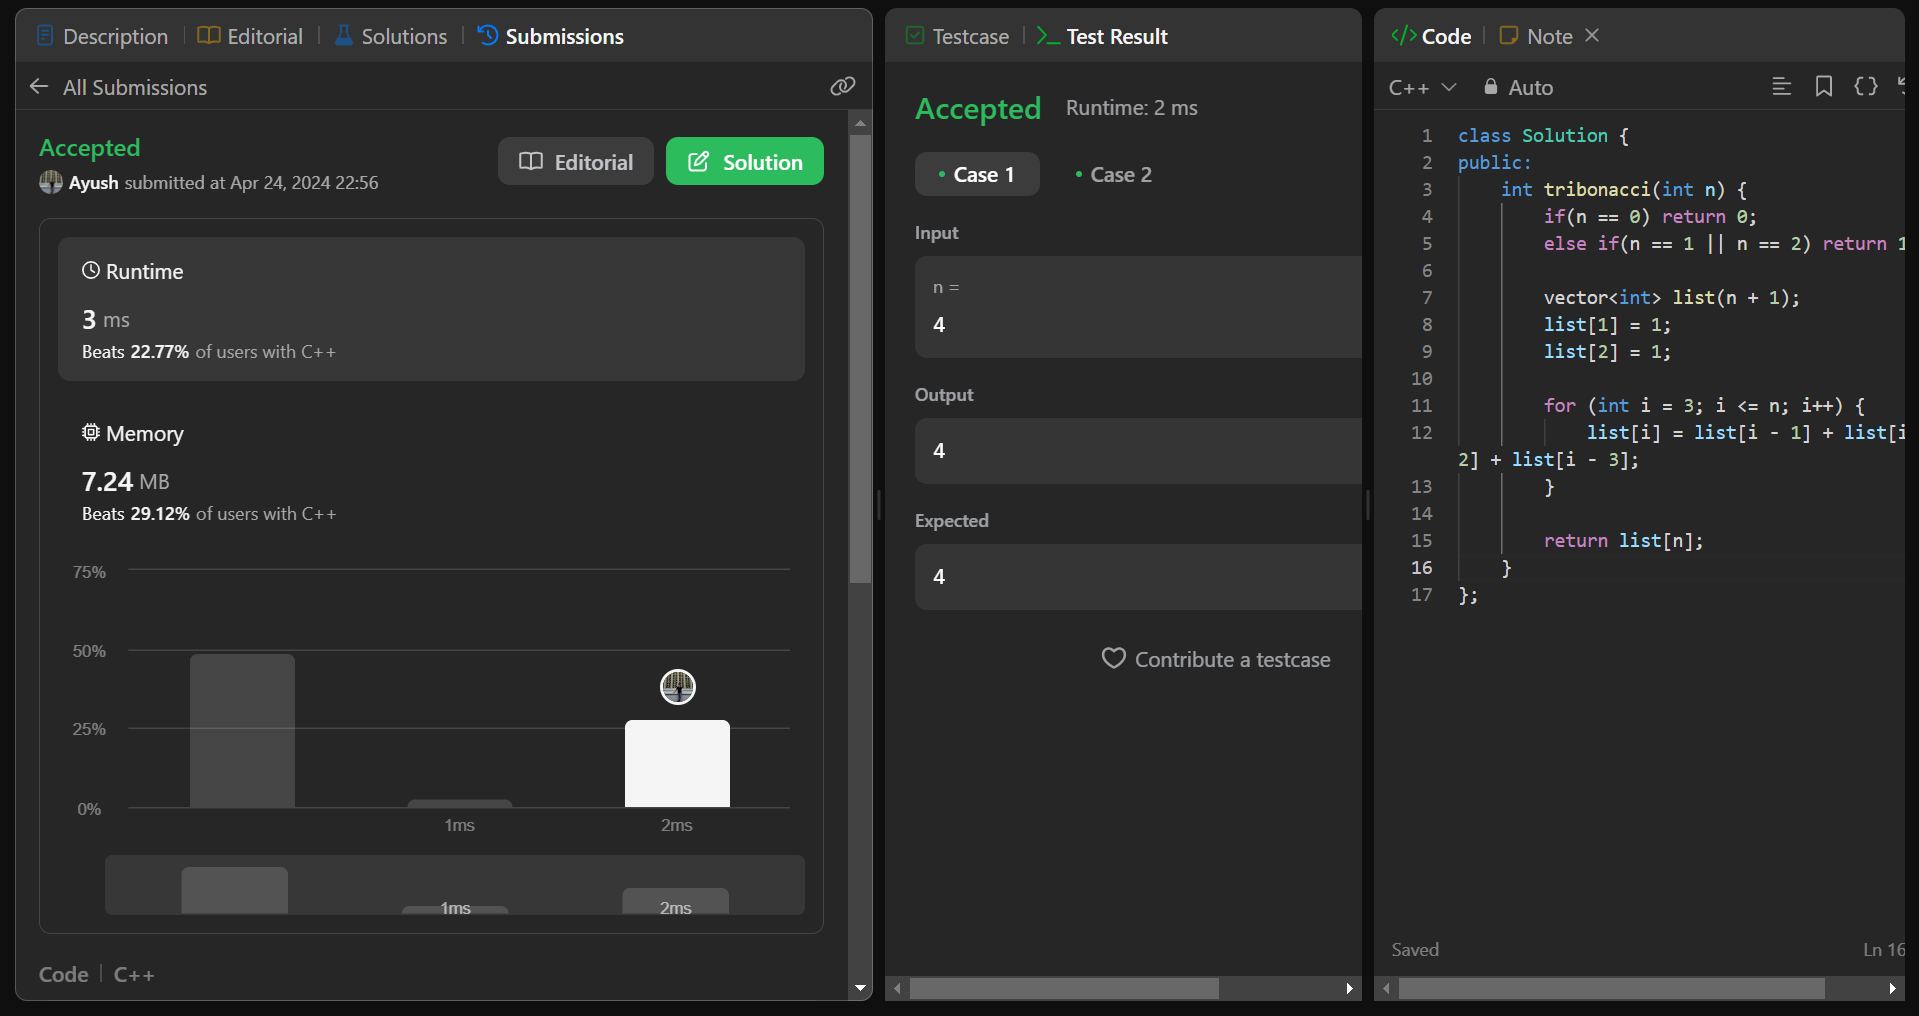 Description
Editorial
Solutions
Submissions
All Submissions
Accepted
Ayush submitted at Apr 24, 2024 22:56
Editorial
Solution
Runtime
3 ms
Beats 22.77% of users with C++
Memory
7.24 MB
Beats 29.12% of users with C++
75%
50%
25%
0%
1ms
2ms
1ms
2ms
Code
C++
Testcase
Test Result
Accepted
Runtime: 2 ms
Case 1
Case 2
Input
n =
4
Output
4
Expected
4
Contribute a testcase
Code
Note
C++
Auto
1 class Solution {
2 public:
3 int tribonacci(int n) {
4 if(n == 0) return 0;
5 else if(n == 1 || n == 2) return 1
6
7 vector<int> list(n + 1);
8 list[1] = 1;
9 list[2] = 1;
10
11 for (int i = 3; i <= n; i++) {
12 list[i] = list[i - 1] + list[i
2] + list[i - 3];
13 }
14
15 return list[n];
16 }
17 };
Saved
Ln 16